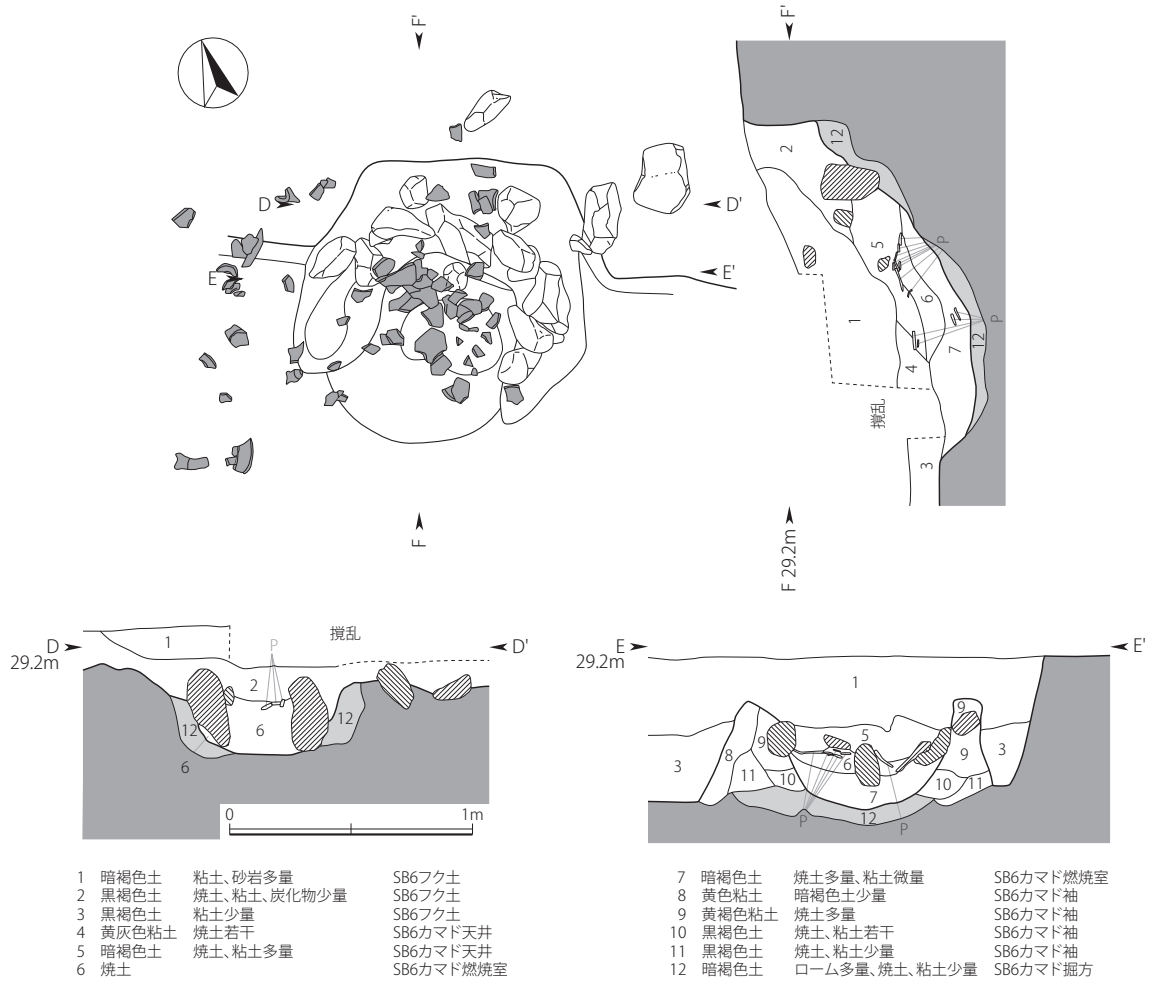 F'
F'
D
D'
E
E'
2
12
5
P
6
1
P
7
12
4
撹乱
3
F
F 29.2m
撹乱
D
D'
29.2m
1
P
2
12
6
12
6
0
1m
E
E'
29.2m
1
9
5
9
8
6
9
3
3
11
10
7
10
11
12
P
P
1 暗褐色土 粘土、砂岩多量 SB6フク土
2 黒褐色土 焼土、粘土、炭化物少量 SB6フク土
3 黒褐色土 粘土少量 SB6フク土
4 黄灰色粘土 焼土若干 SB6カマド天井
5 暗褐色土 焼土、粘土多量 SB6カマド天井
6 焼土 SB6カマド燃焼室
7 暗褐色土 焼土多量、粘土微量 SB6カマド燃焼室
8 黄色粘土 暗褐色土少量 SB6カマド袖
9 黄褐色粘土 焼土多量 SB6カマド袖
10 黒褐色土 焼土、粘土若干 SB6カマド袖
11 黒褐色土 焼土、粘土少量 SB6カマド袖
12 暗褐色土 ローム多量、焼土、粘土少量 SB6カマド掘方